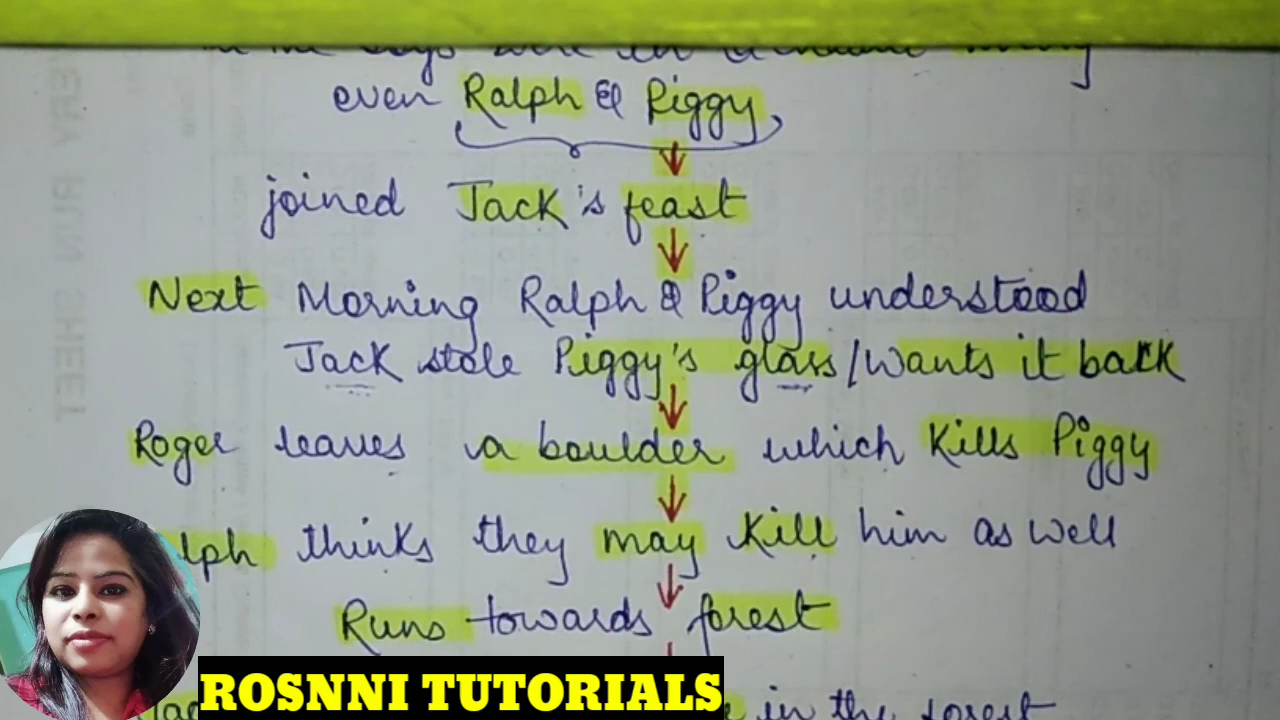 even Ralph & Piggy
joined Jack's feast
Next Morning Ralph & Piggy understood
Jack stole Piggy's glass/Wants it back
Roger leaves a boulder which Kills Piggy
lph thinks they may Kill him as well
Runs towards forest
in the forest
ROSNNI TUTORIALS